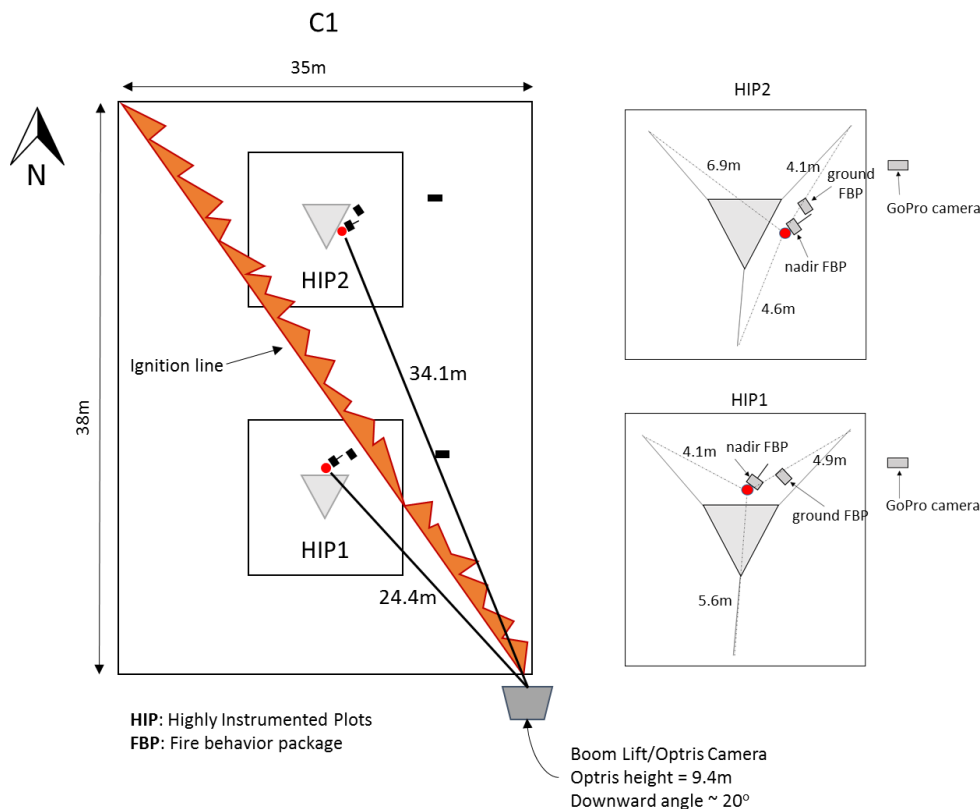 C1
35m
N
38m
HIP2
Ignition line
34.1m
HIP1
24.4m
HIP: Highly Instrumented Plots
FBP: Fire behavior package
Boom Lift/Optris Camera
Optris height = 9.4m
Downward angle ~ 20°
HIP2
6.9m
4.1m
ground
FBP
GoPro camera
nadir FBP
4.6m
HIP1
4.1m
nadir FBP
4.9m
ground FBP
GoPro camera
5.6m